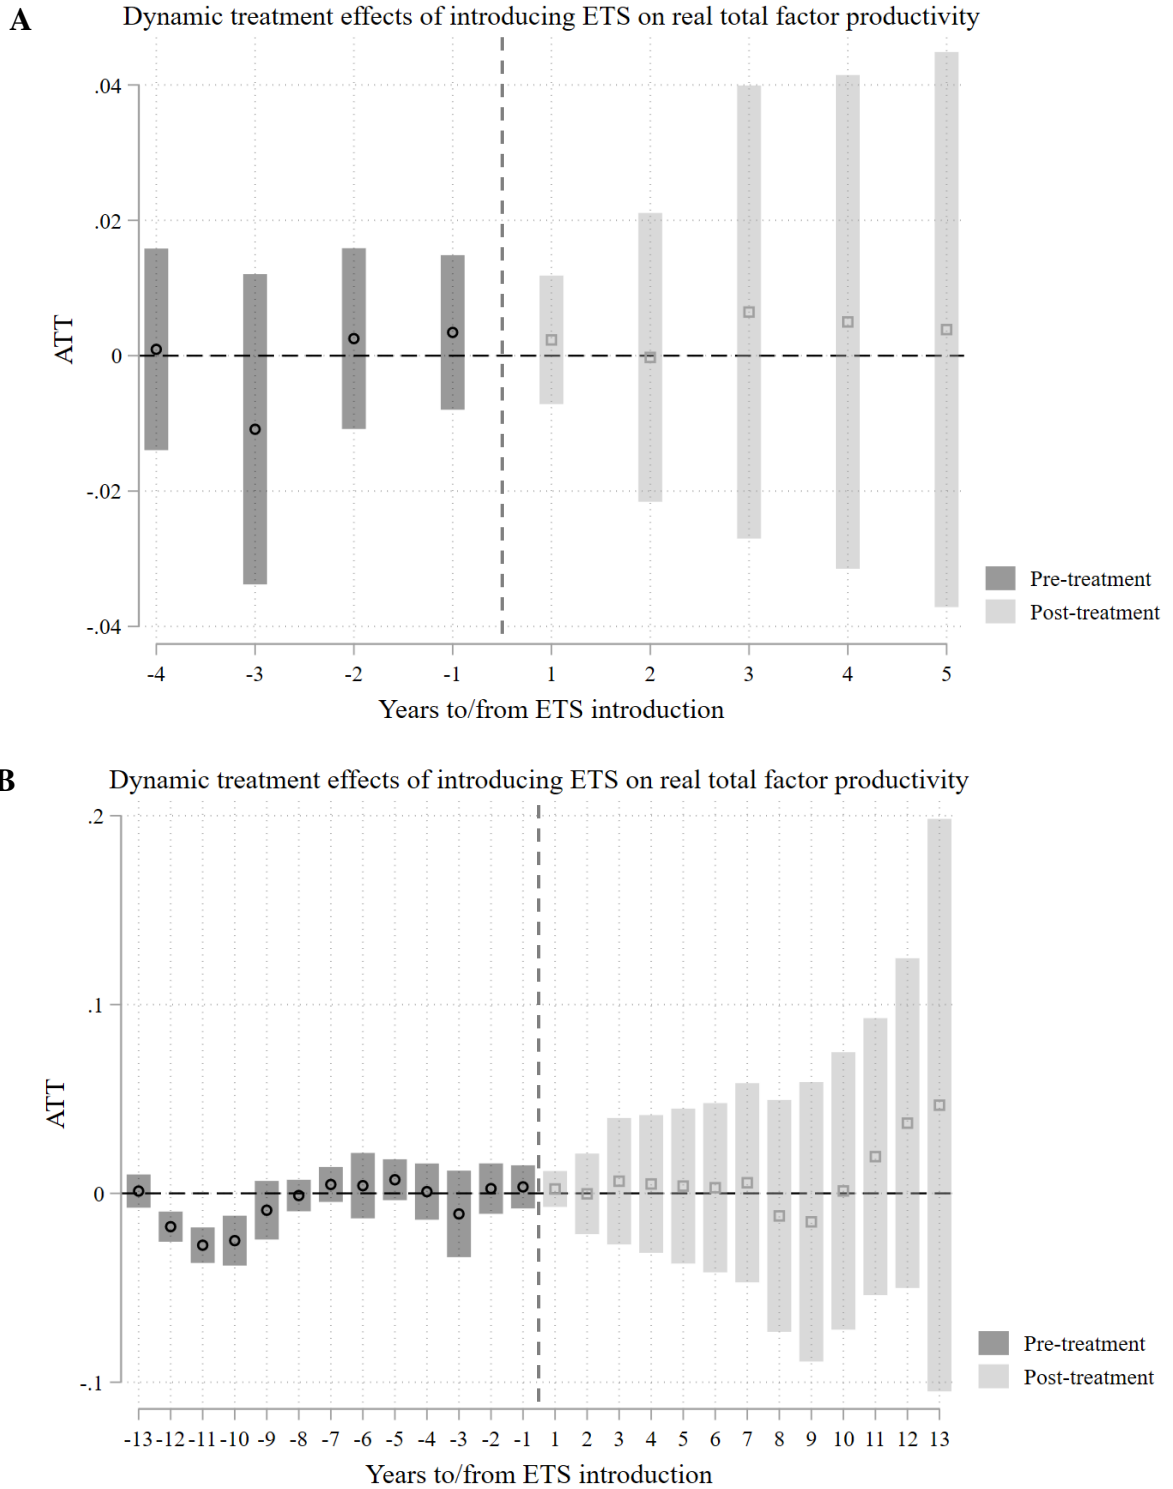 A
Dynamic treatment effects of introducing ETS on real total factor productivity
.04
.02
0
-.02
-.04
ATT
-4 -3 -2 -1 1 2 3 4 5
Years to/from ETS introduction
Pre-treatment
Post-treatment
B
Dynamic treatment effects of introducing ETS on real total factor productivity
.2
.1
0
-.1
ATT
-13 -12 -11 -10 -9 -8 -7 -6 -5 -4 -3 -2 -1 1 2 3 4 5 6 7 8 9 10 11 12 13
Years to/from ETS introduction
Pre-treatment
Post-treatment